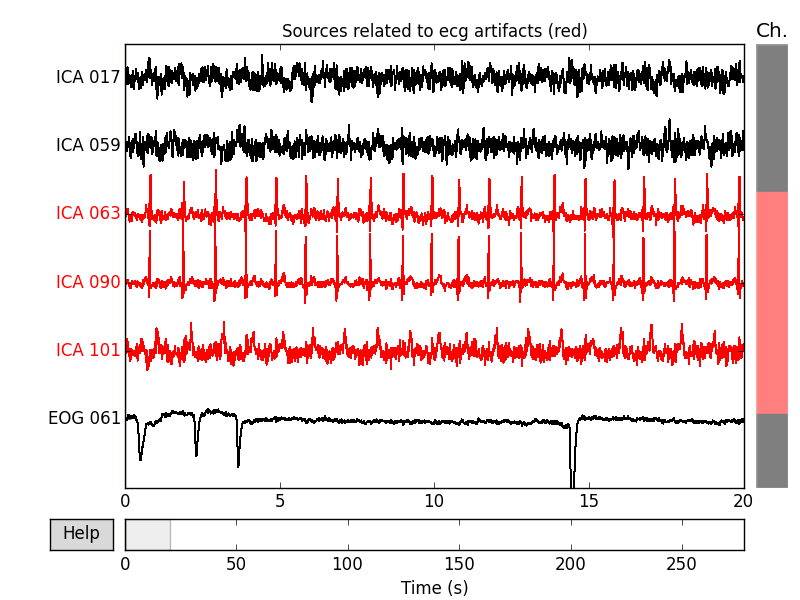 Sources related to ecg artifacts (red)
Ch.
ICA 017
ICA 059
ICA 063
ICA 090
ICA 101
EOG 061
0 5 10 15 20
Help
0 50 100 150 200 250
Time (s)